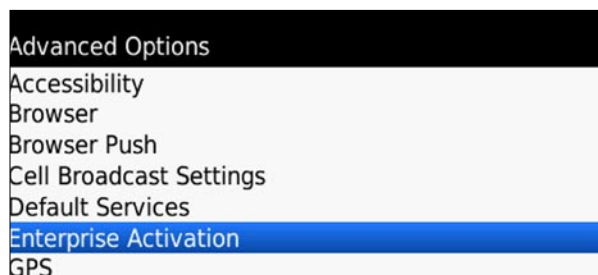 Advanced Options
Accessibility
Browser
Browser Push
Cell Broadcast Settings
Default Services
Enterprise Activation
GPS